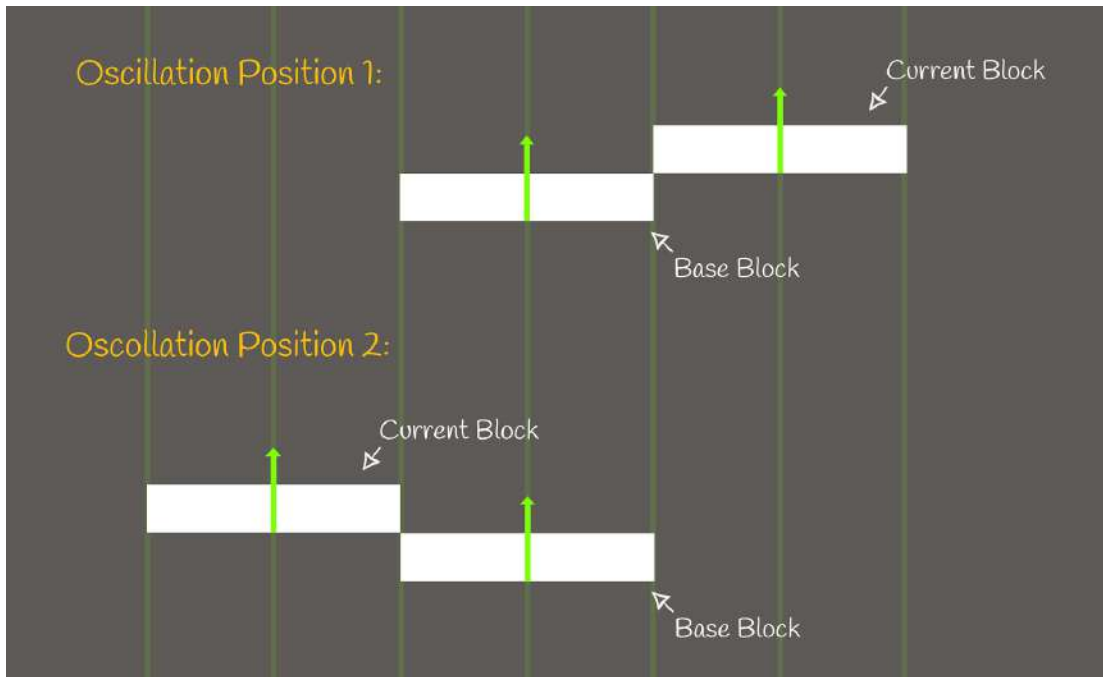 Oscillation Position 1:
Current Block
Base Block
Oscollation Position 2:
Current Block
Base Block